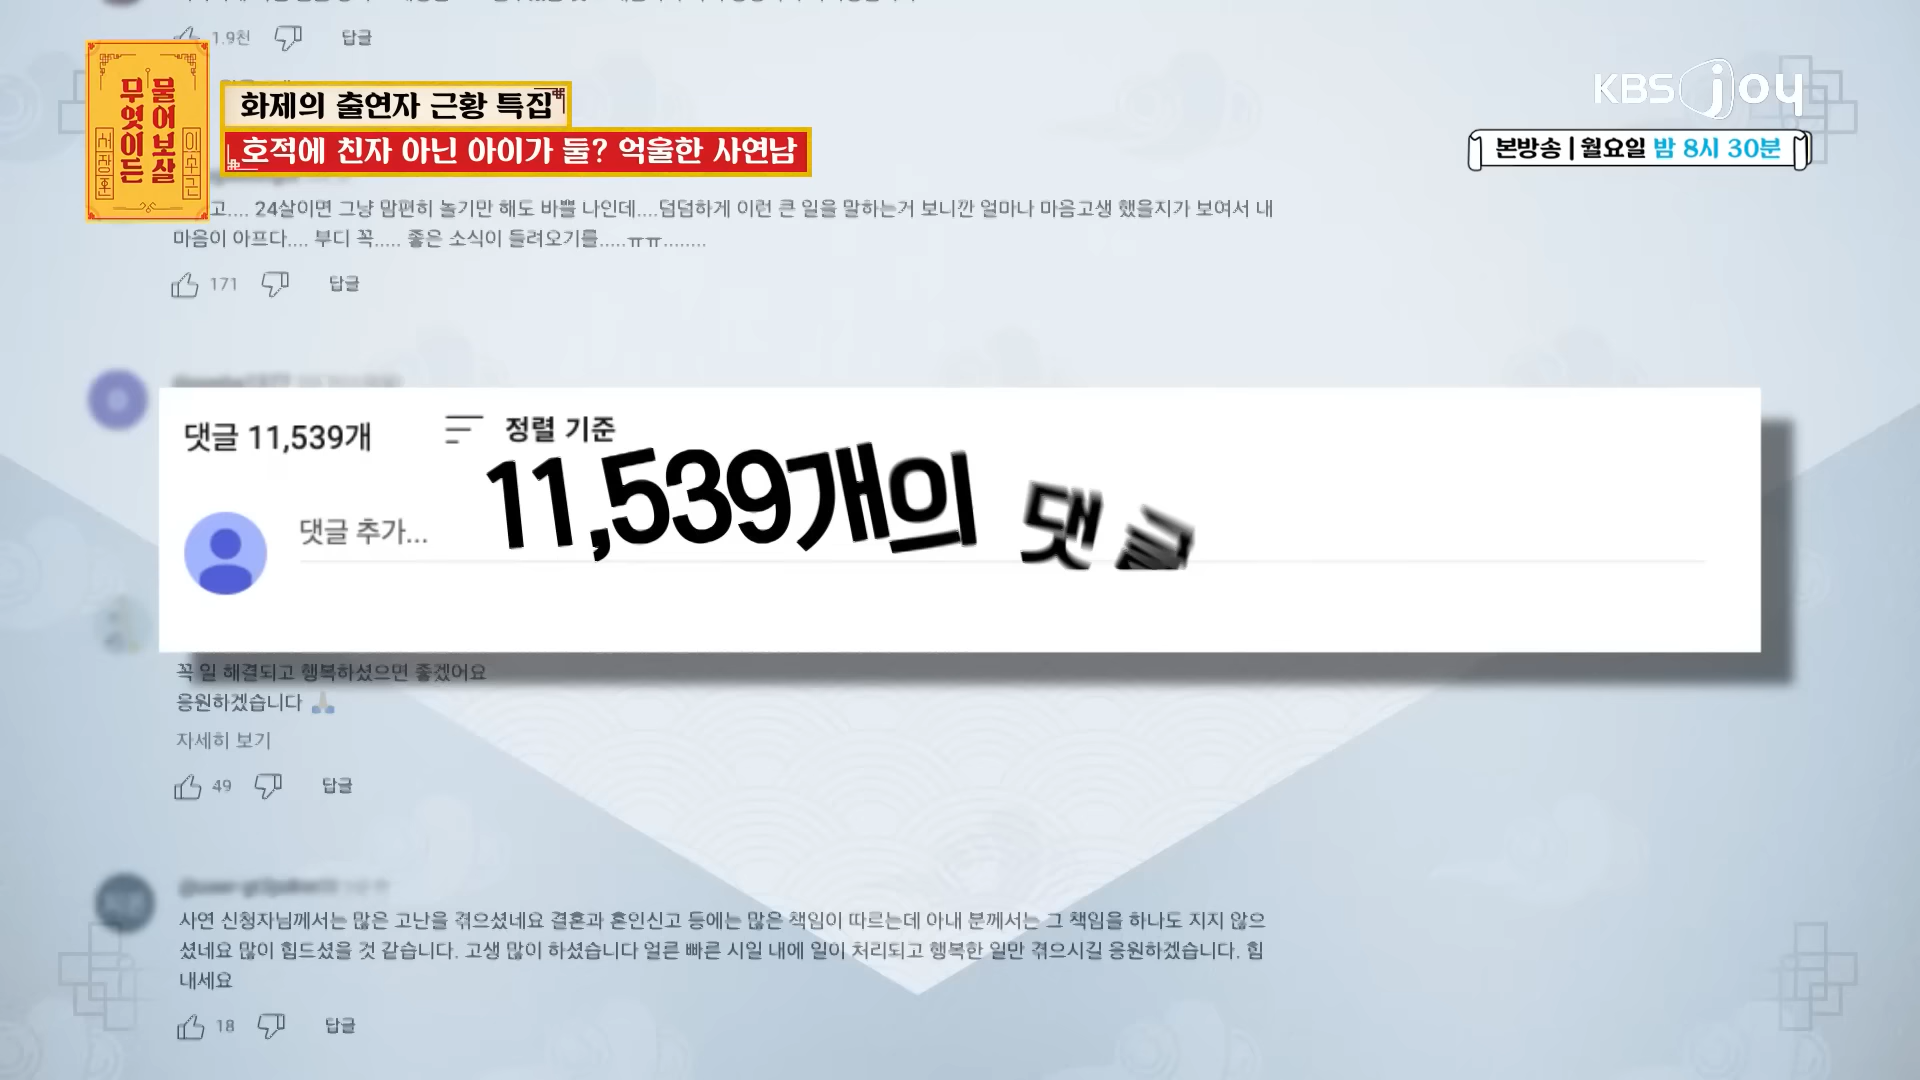 1.9천
답글
무엇이든
물어보살
서장훈
이수근
화제의 출연자 근황 특집
호적에 친자 아닌 아이가 둘? 억울한 사연남
KBS joy
본방송 | 월요일 밤 8시 30분
고.... 24살이면 그냥 맘편히 놀기만 해도 바쁠 나인데....덤덤하게 이런 큰 일을 말하는거 보니깐 얼마나 마음고생 했을지가 보여서 내
마음이 아프다.... 부디 꼭..... 좋은 소식이 들려오기를.....ㅠㅠ........
171
답글
댓글 11,539개
정렬 기준
11,539개의 댓글
댓글 추가...
꼭 일 해결되고 행복하셨으면 좋겠어요
응원하겠습니다 🙏
자세히 보기
49
답글
사연 신청자님께서는 많은 고난을 겪으셨네요 결혼과 혼인신고 등에는 많은 책임이 따르는데 아내 분께서는 그 책임을 하나도 지지 않으
셨네요 많이 힘드셨을 것 같습니다. 고생 많이 하셨습니다 얼른 빠른 시일 내에 일이 처리되고 행복한 일만 겪으시길 응원하겠습니다. 힘
내세요
18
답글